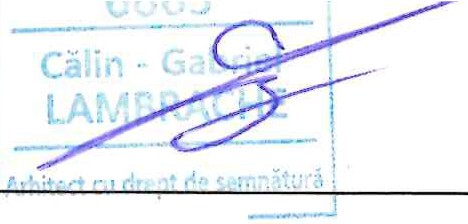 Călin - Gabriel
LAMBRACHE
Arhitect cu drept de semnătură